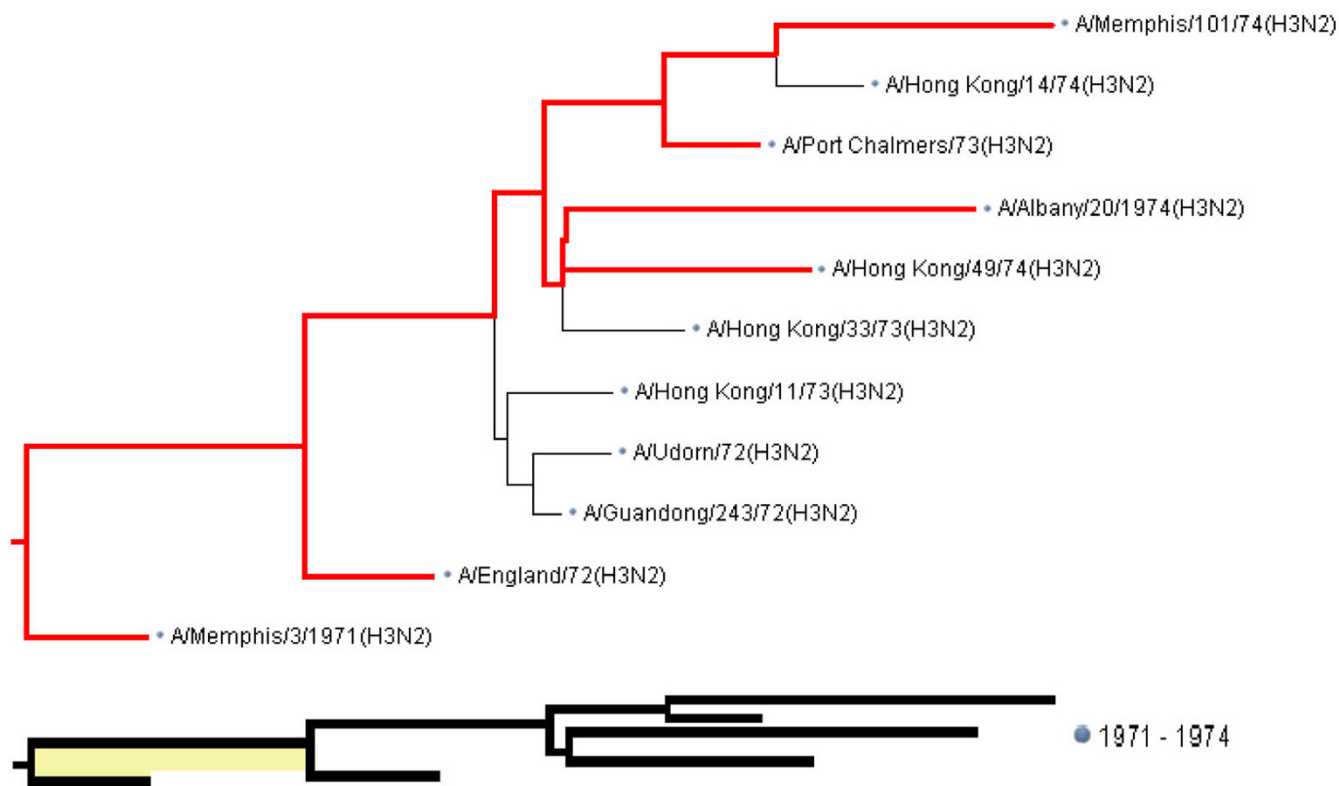 A/Memphis/101/74(H3N2)
A/Hong Kong/14/74(H3N2)
A/Port Chalmers/73(H3N2)
A/Albany/20/1974(H3N2)
A/Hong Kong/49/74(H3N2)
A/Hong Kong/33/73(H3N2)
A/Hong Kong/11/73(H3N2)
A/Udorn/72(H3N2)
A/Guandong/243/72(H3N2)
A/England/72(H3N2)
A/Memphis/3/1971(H3N2)
1971 - 1974